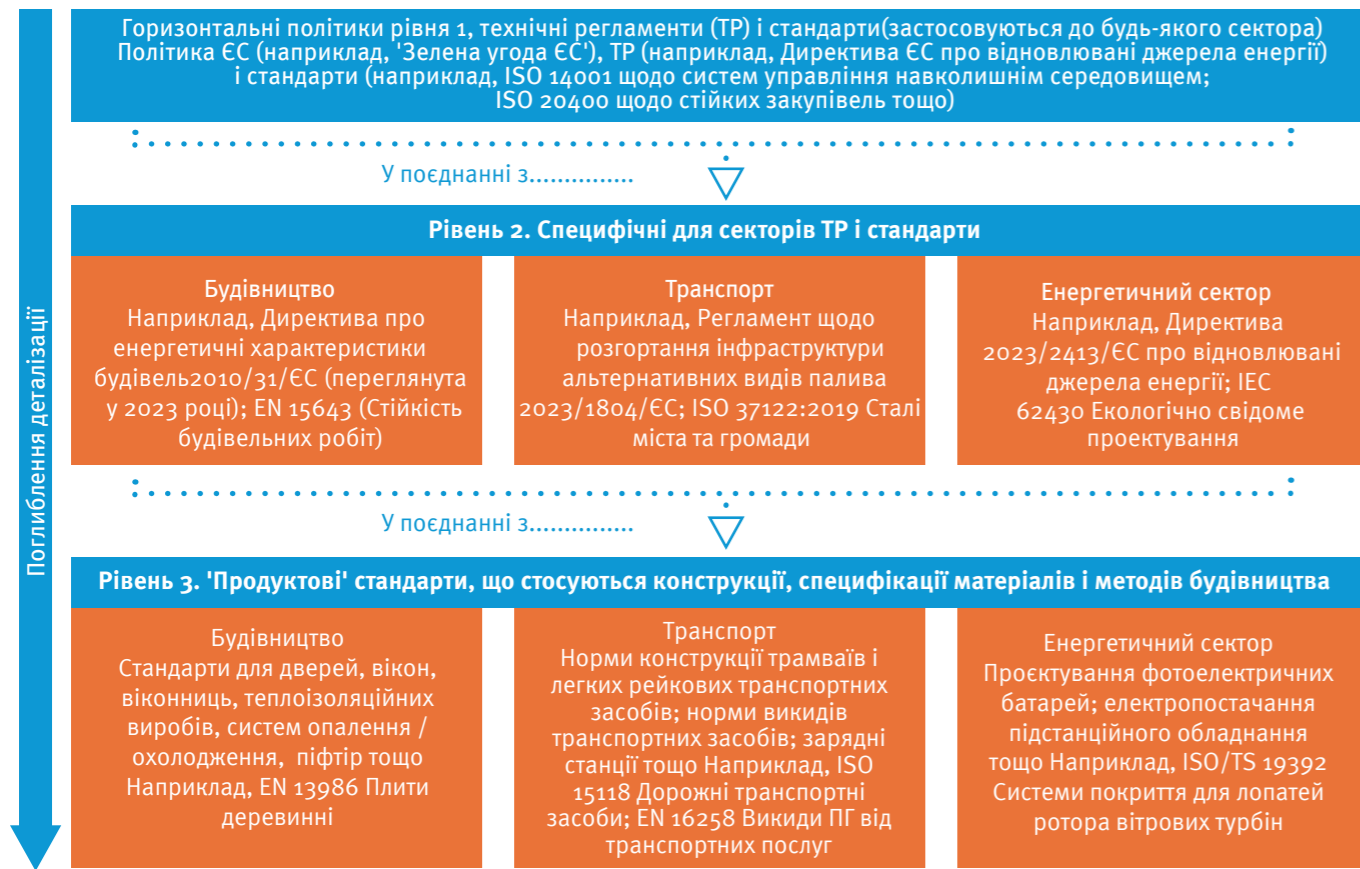 Горизонтальні політики рівня 1, технічні регламенти (ТР) і стандарти(застосовуються до будь-якого сектора)
Політика ЄС (наприклад, 'Зелена угода ЄС'), ТР (наприклад, Директива ЄС про відновлювані джерела енергії)
і стандарти (наприклад, ISO 14001 щодо систем управління навколишнім середовищем;
ISO 20400 щодо стійких закупівель тощо)
У поєднанні з...............
Поглиблення деталізації
Рівень 2. Специфічні для секторів ТР і стандарти
Будівництво
Наприклад, Директива про
енергетичні характеристики
будівель2010/31/ЄС (переглянута
у 2023 році); EN 15643 (Стійкість
будівельних робіт)
Транспорт
Наприклад, Регламент щодо
розгортання інфраструктури
альтернативних видів палива
2023/1804/ЄС; ISO 37122:2019 Сталі
міста та громади
Енергетичний сектор
Наприклад, Директива
2023/2413/ЄС про відновлювані
джерела енергії; IEC
62430 Екологічно свідоме
проектування
У поєднанні з...............
Рівень 3. 'Продуктові' стандарти, що стосуються конструкції, специфікації матеріалів і методів будівництва
Будівництво
Стандарти для дверей, вікон,
віконниць, теплоізоляційних
виробів, систем опалення /
охолодження, піфтір тощо
Наприклад, EN 13986 Плити
деревинні
Транспорт
Норми конструкції трамваїв і
легких рейкових транспортних
засобів; норми викидів
транспортних засобів; зарядні
станції тощо Наприклад, ISO
15118 Дорожні транспортні
засоби; EN 16258 Викиди ПГ від
транспортних послуг
Енергетичний сектор
Проєктування фотоелектричних
батарей; електропостачання
підстанційного обладнання
тощо Наприклад, ISO/TS 19392
Системи покриття для лопатей
ротора вітрових турбін